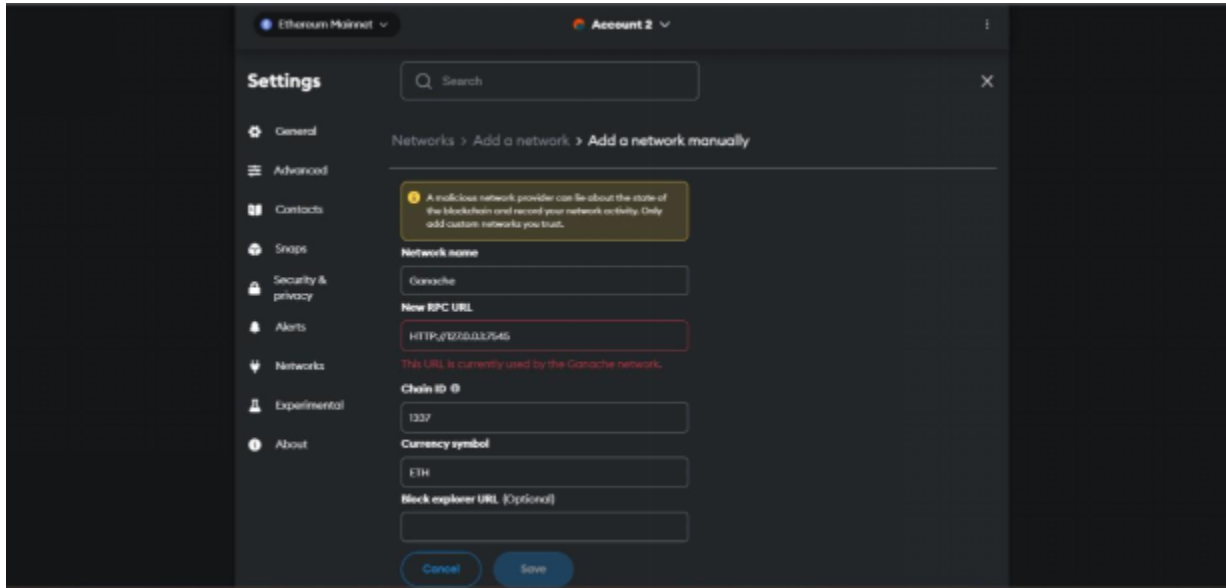 Ethereum Mainnet
Account 2
Settings
Search
General
Networks > Add a network > Add a network manually
Advanced
A malicious network provider can lie about the state of
the blockchain and record your network activity. Only
add custom networks you trust.
Contacts
Snaps
Network name
Ganache
Security &
privacy
New RPC URL
HTTP://127.0.0.1:7545
Alerts
This URL is currently used by the Ganache network.
Networks
Chain ID
1337
Experimental
Currency symbol
About
ETH
Block explorer URL (Optional)
Cancel
Save